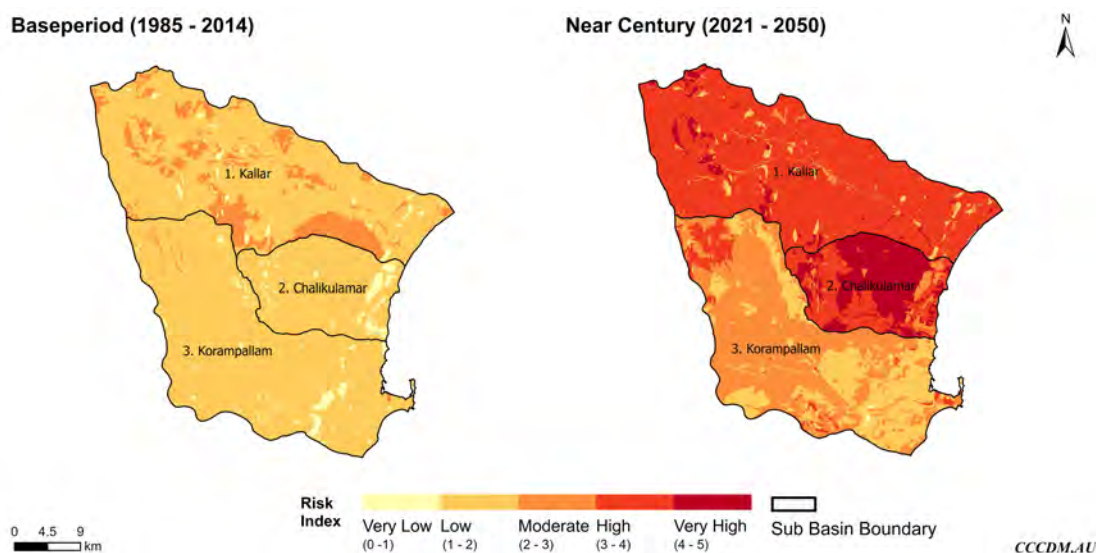 Baseperiod (1985 - 2014)
Near Century (2021 - 2050)
N
1. Kallar
2. Chalikulamar
3. Korampallam
1. Kallar
2. Chalikulamar
3. Korampallam
Risk
Index
Very Low
(0 -1)
Low
(1 - 2)
Moderate
(2 - 3)
High
(3 - 4)
Very High
(4 - 5)
Sub Basin Boundary
0 4.5 9
km
CCCDM.AU